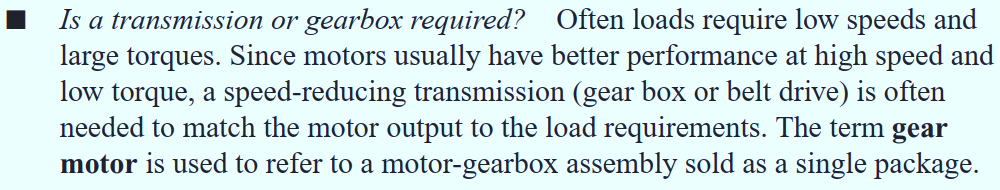 ■ Is a transmission or gearbox required? Often loads require low speeds and
large torques. Since motors usually have better performance at high speed and
low torque, a speed-reducing transmission (gear box or belt drive) is often
needed to match the motor output to the load requirements. The term gear
motor is used to refer to a motor-gearbox assembly sold as a single package.